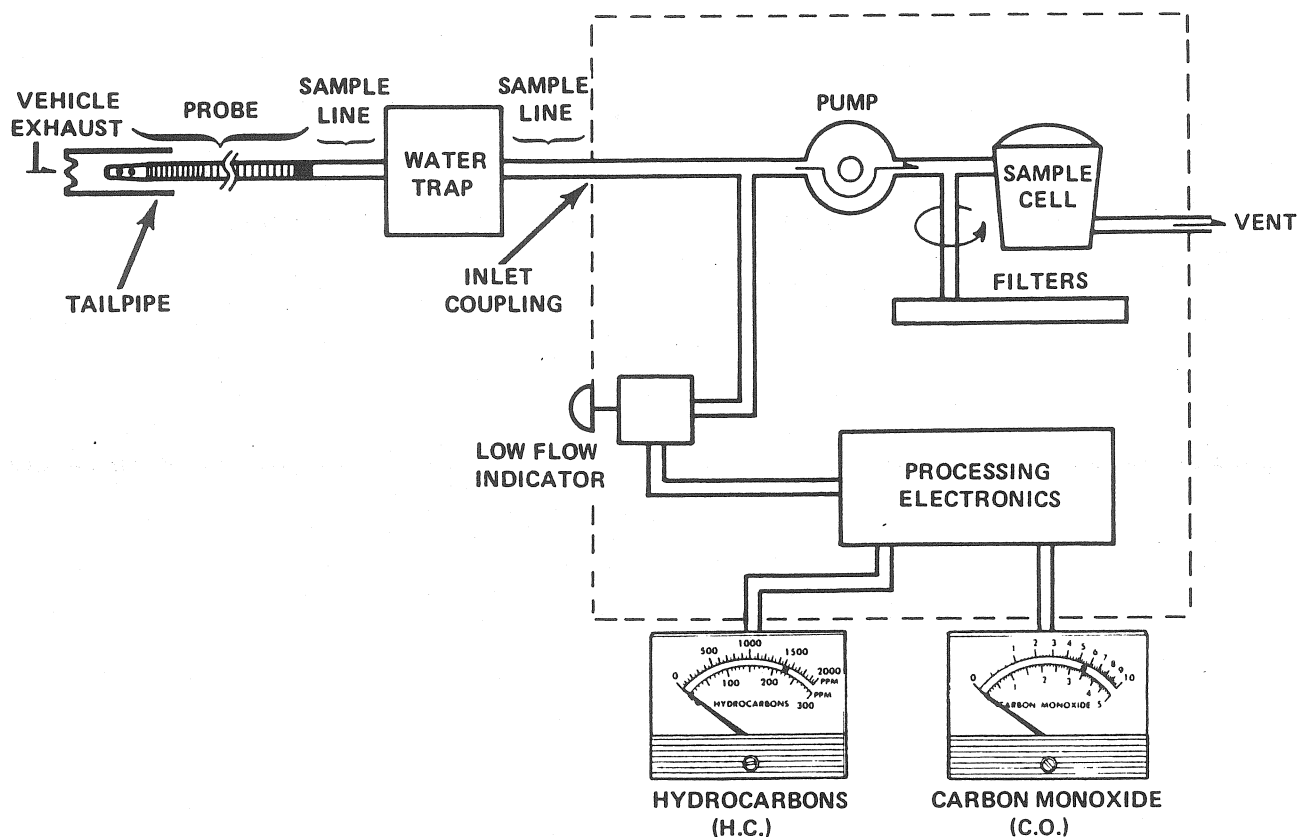 VEHICLE
EXHAUST
PROBE
SAMPLE
LINE
WATER
TRAP
SAMPLE
LINE
PUMP
SAMPLE
CELL
VENT
TAILPIPE
INLET
COUPLING
FILTERS
LOW FLOW
INDICATOR
PROCESSING
ELECTRONICS
0 500 1000 1500 2000
PPM
100 200 300
PPM
HYDROCARBONS
0 1 2 3 4 5 6 7 8 9 10
1 2 3 4 5
CARBON MONOXIDE
HYDROCARBONS
(H.C.)
CARBON MONOXIDE
(C.O.)